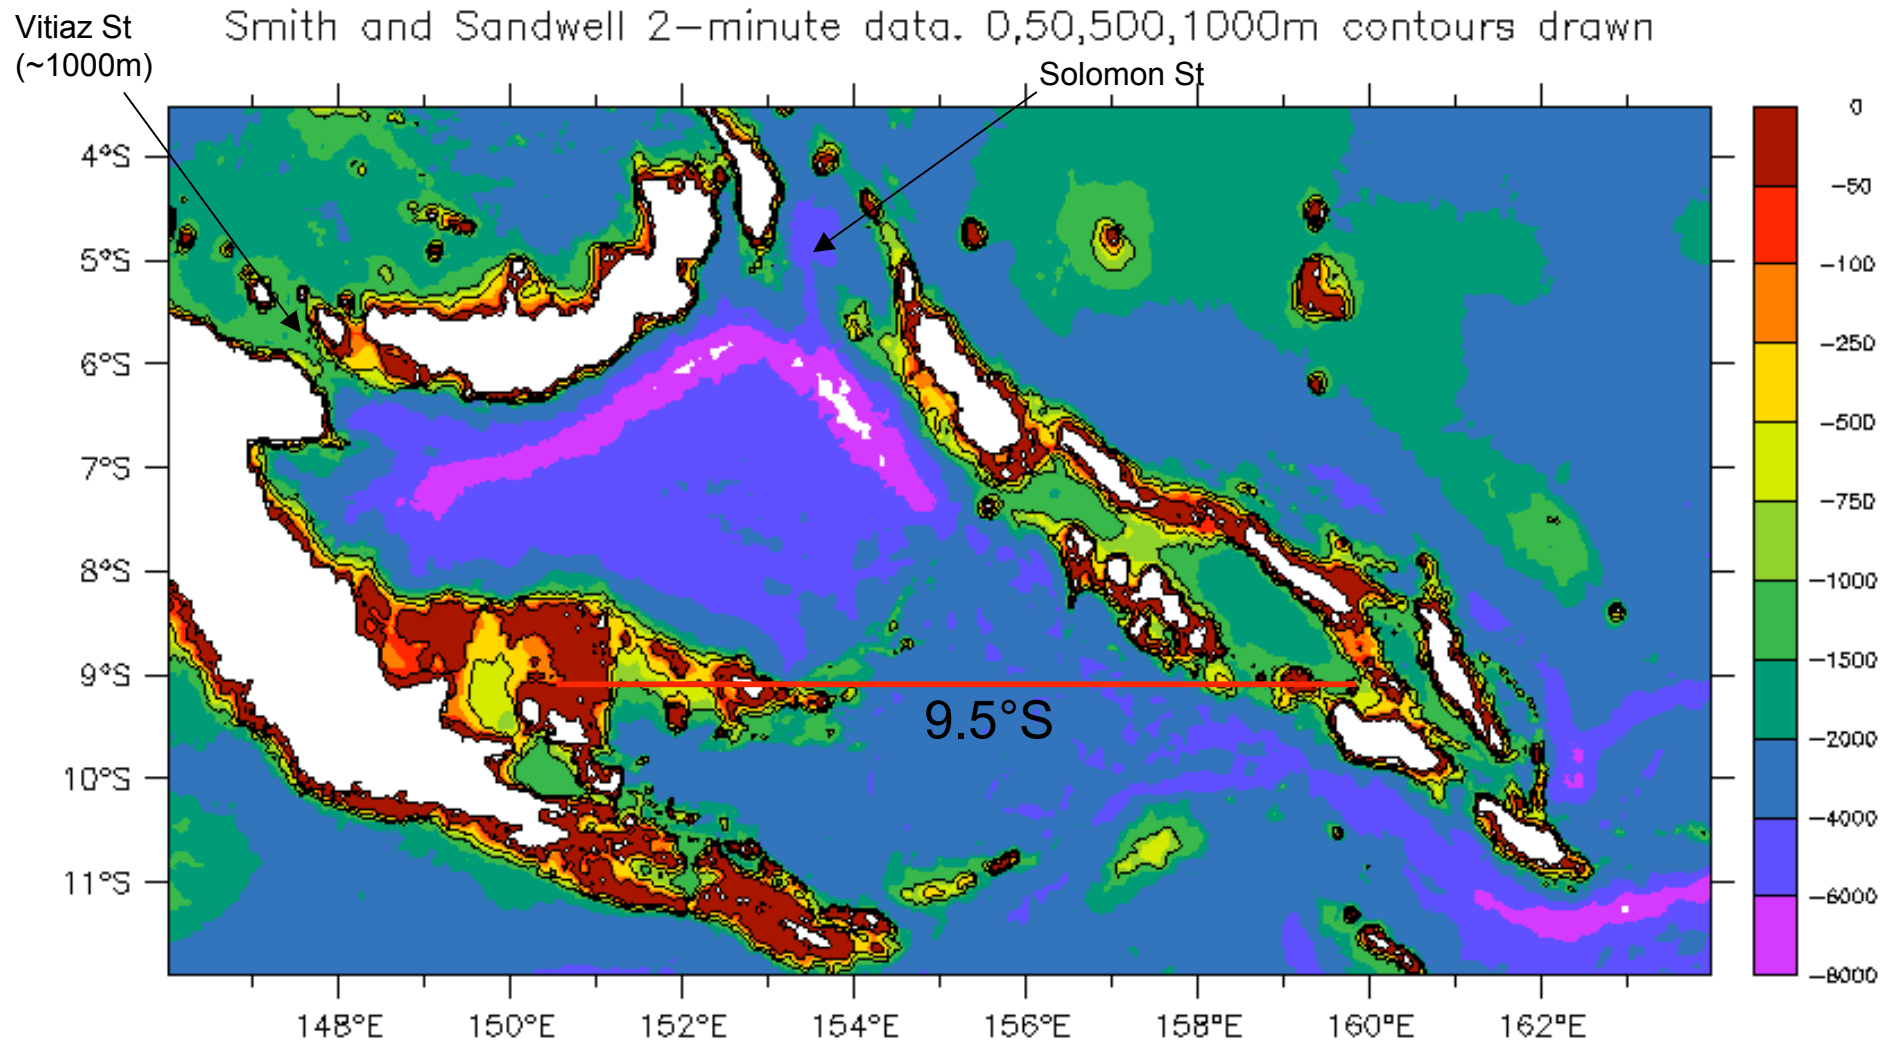 Vitiaz St
(~1000m)
Smith and Sandwell 2-minute data. 0,50,500,1000m contours drawn
Solomon St
4°S
5°S
6°S
7°S
8°S
9°S
10°S
11°S
9.5°S
148°E
150°E
152°E
154°E
156°E
158°E
160°E
162°E
0
-50
-100
-250
-500
-750
-1000
-1500
-2000
-4000
-6000
-8000